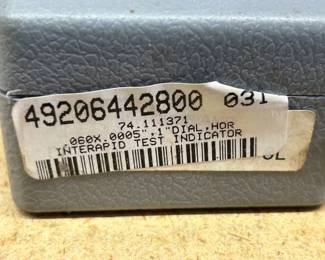 49206442800 031
74.111371
.060X.0005",1"DIAL,HOR
INTERAPID TEST INDICATOR